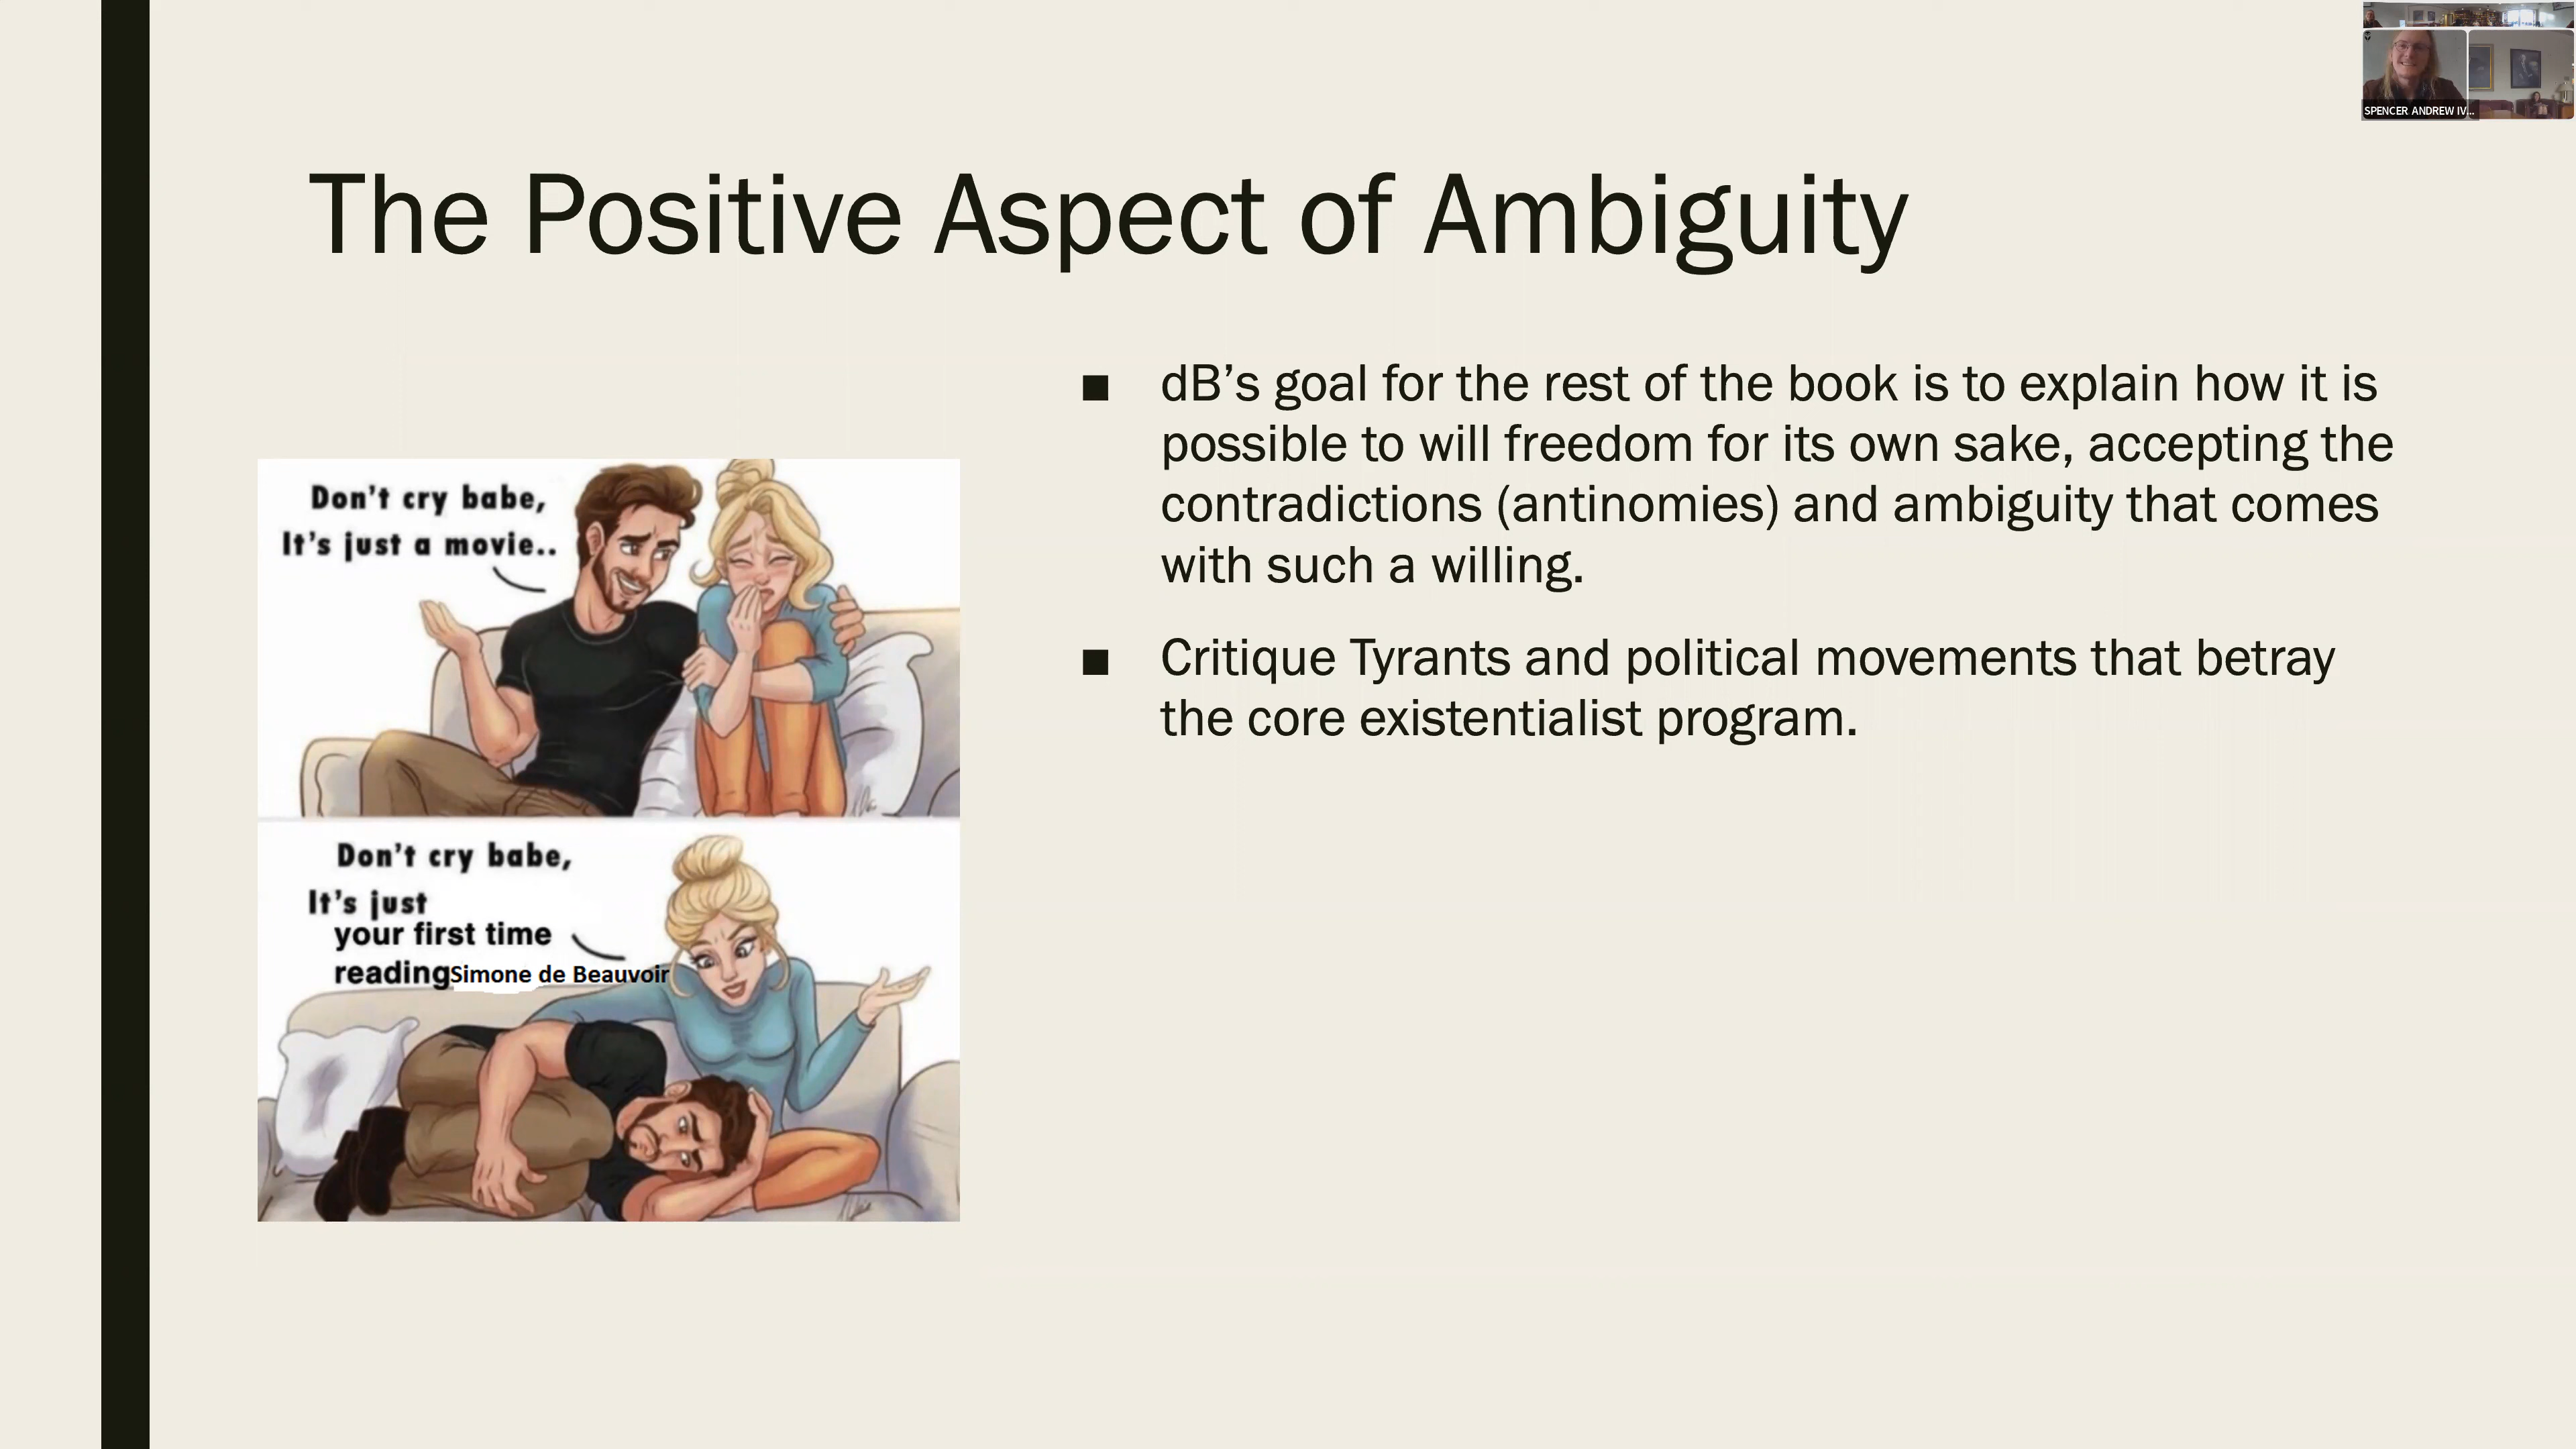 SPENCER ANDREW IV...
The Positive Aspect of Ambiguity
Don't cry babe,
It's just a movie..
Don't cry babe,
It's just
your first time
reading Simone de Beauvoir
■ dB’s goal for the rest of the book is to explain how it is
possible to will freedom for its own sake, accepting the
contradictions (antinomies) and ambiguity that comes
with such a willing.
■ Critique Tyrants and political movements that betray
the core existentialist program.